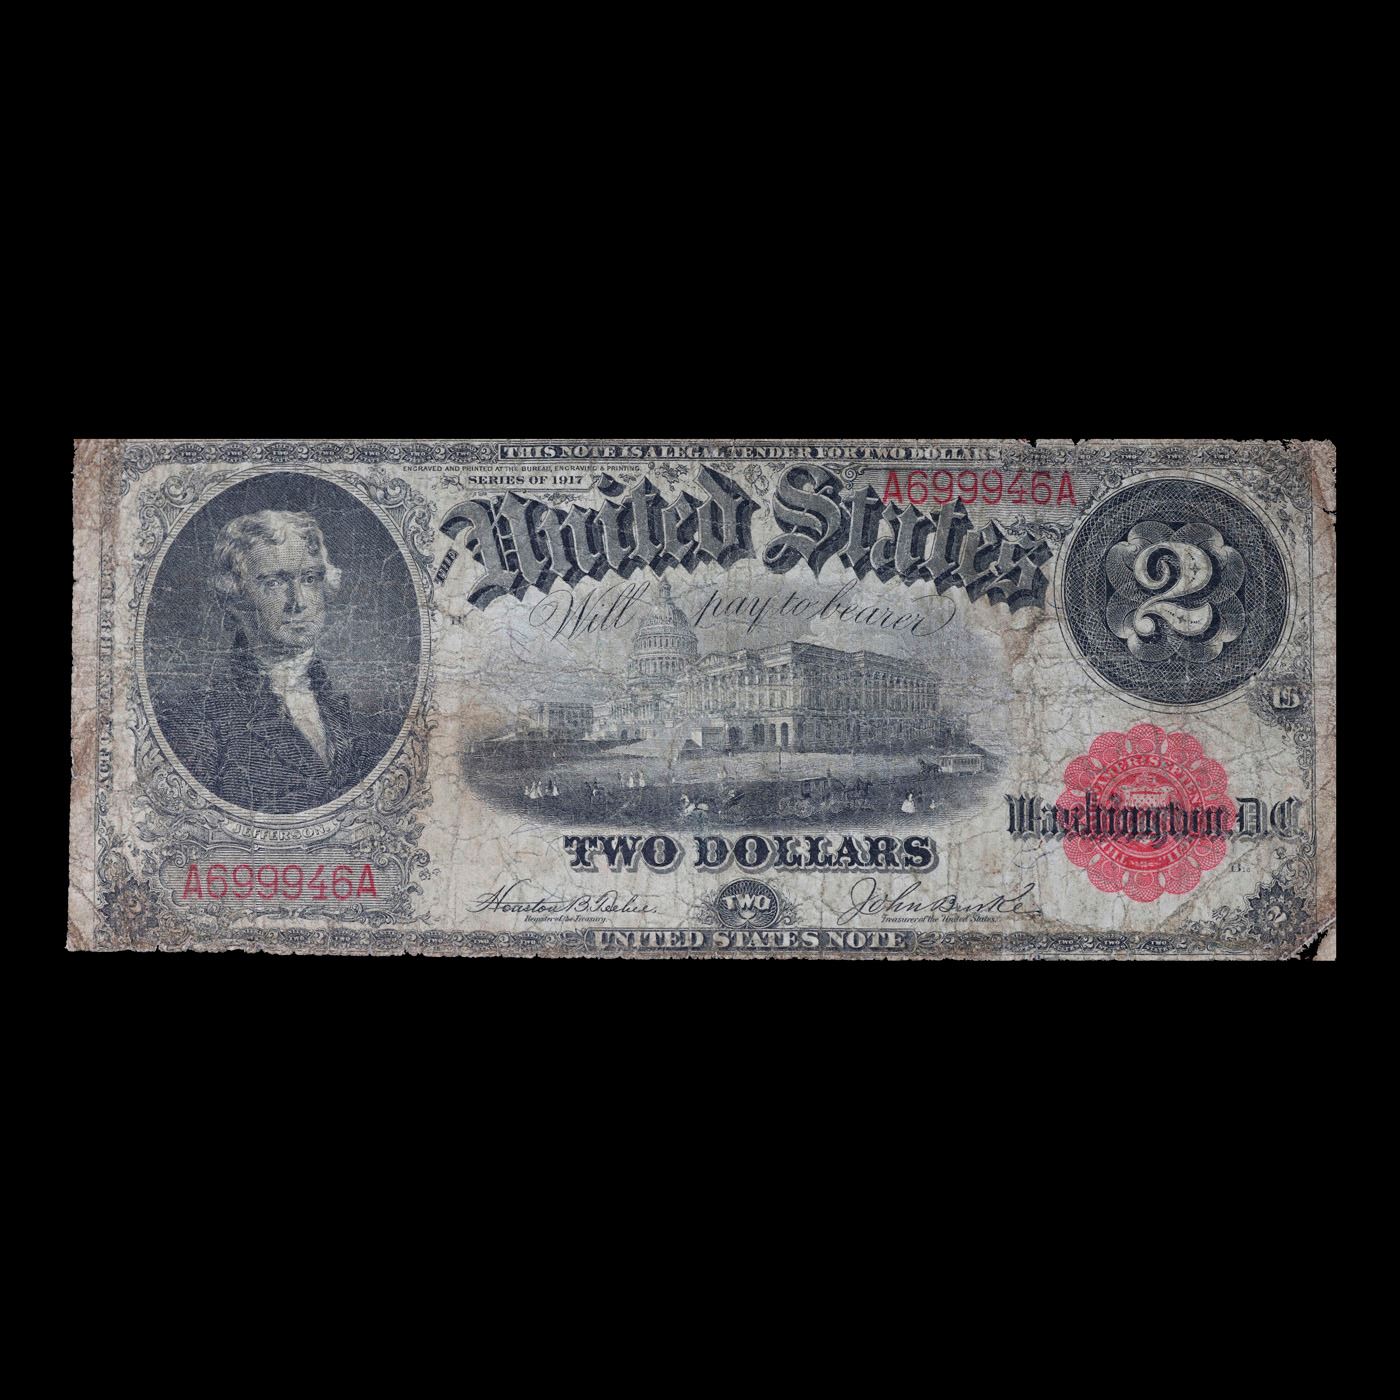 THIS NOTE IS A LEGAL TENDER FOR TWO DOLLARS
ENGRAVED AND PRINTED AT THE BUREAU, ENGRAVING & PRINTING.
SERIES OF 1917
A699946A
THE
United States
2
Will pay to bearer
B
JEFFERSON.
Washington, D.C.
TWO DOLLARS
A699946A
Houston B. Teehee.
Register of the Treasury.
TWO
John Burke
Treasurer of the United States.
2
UNITED STATES NOTE